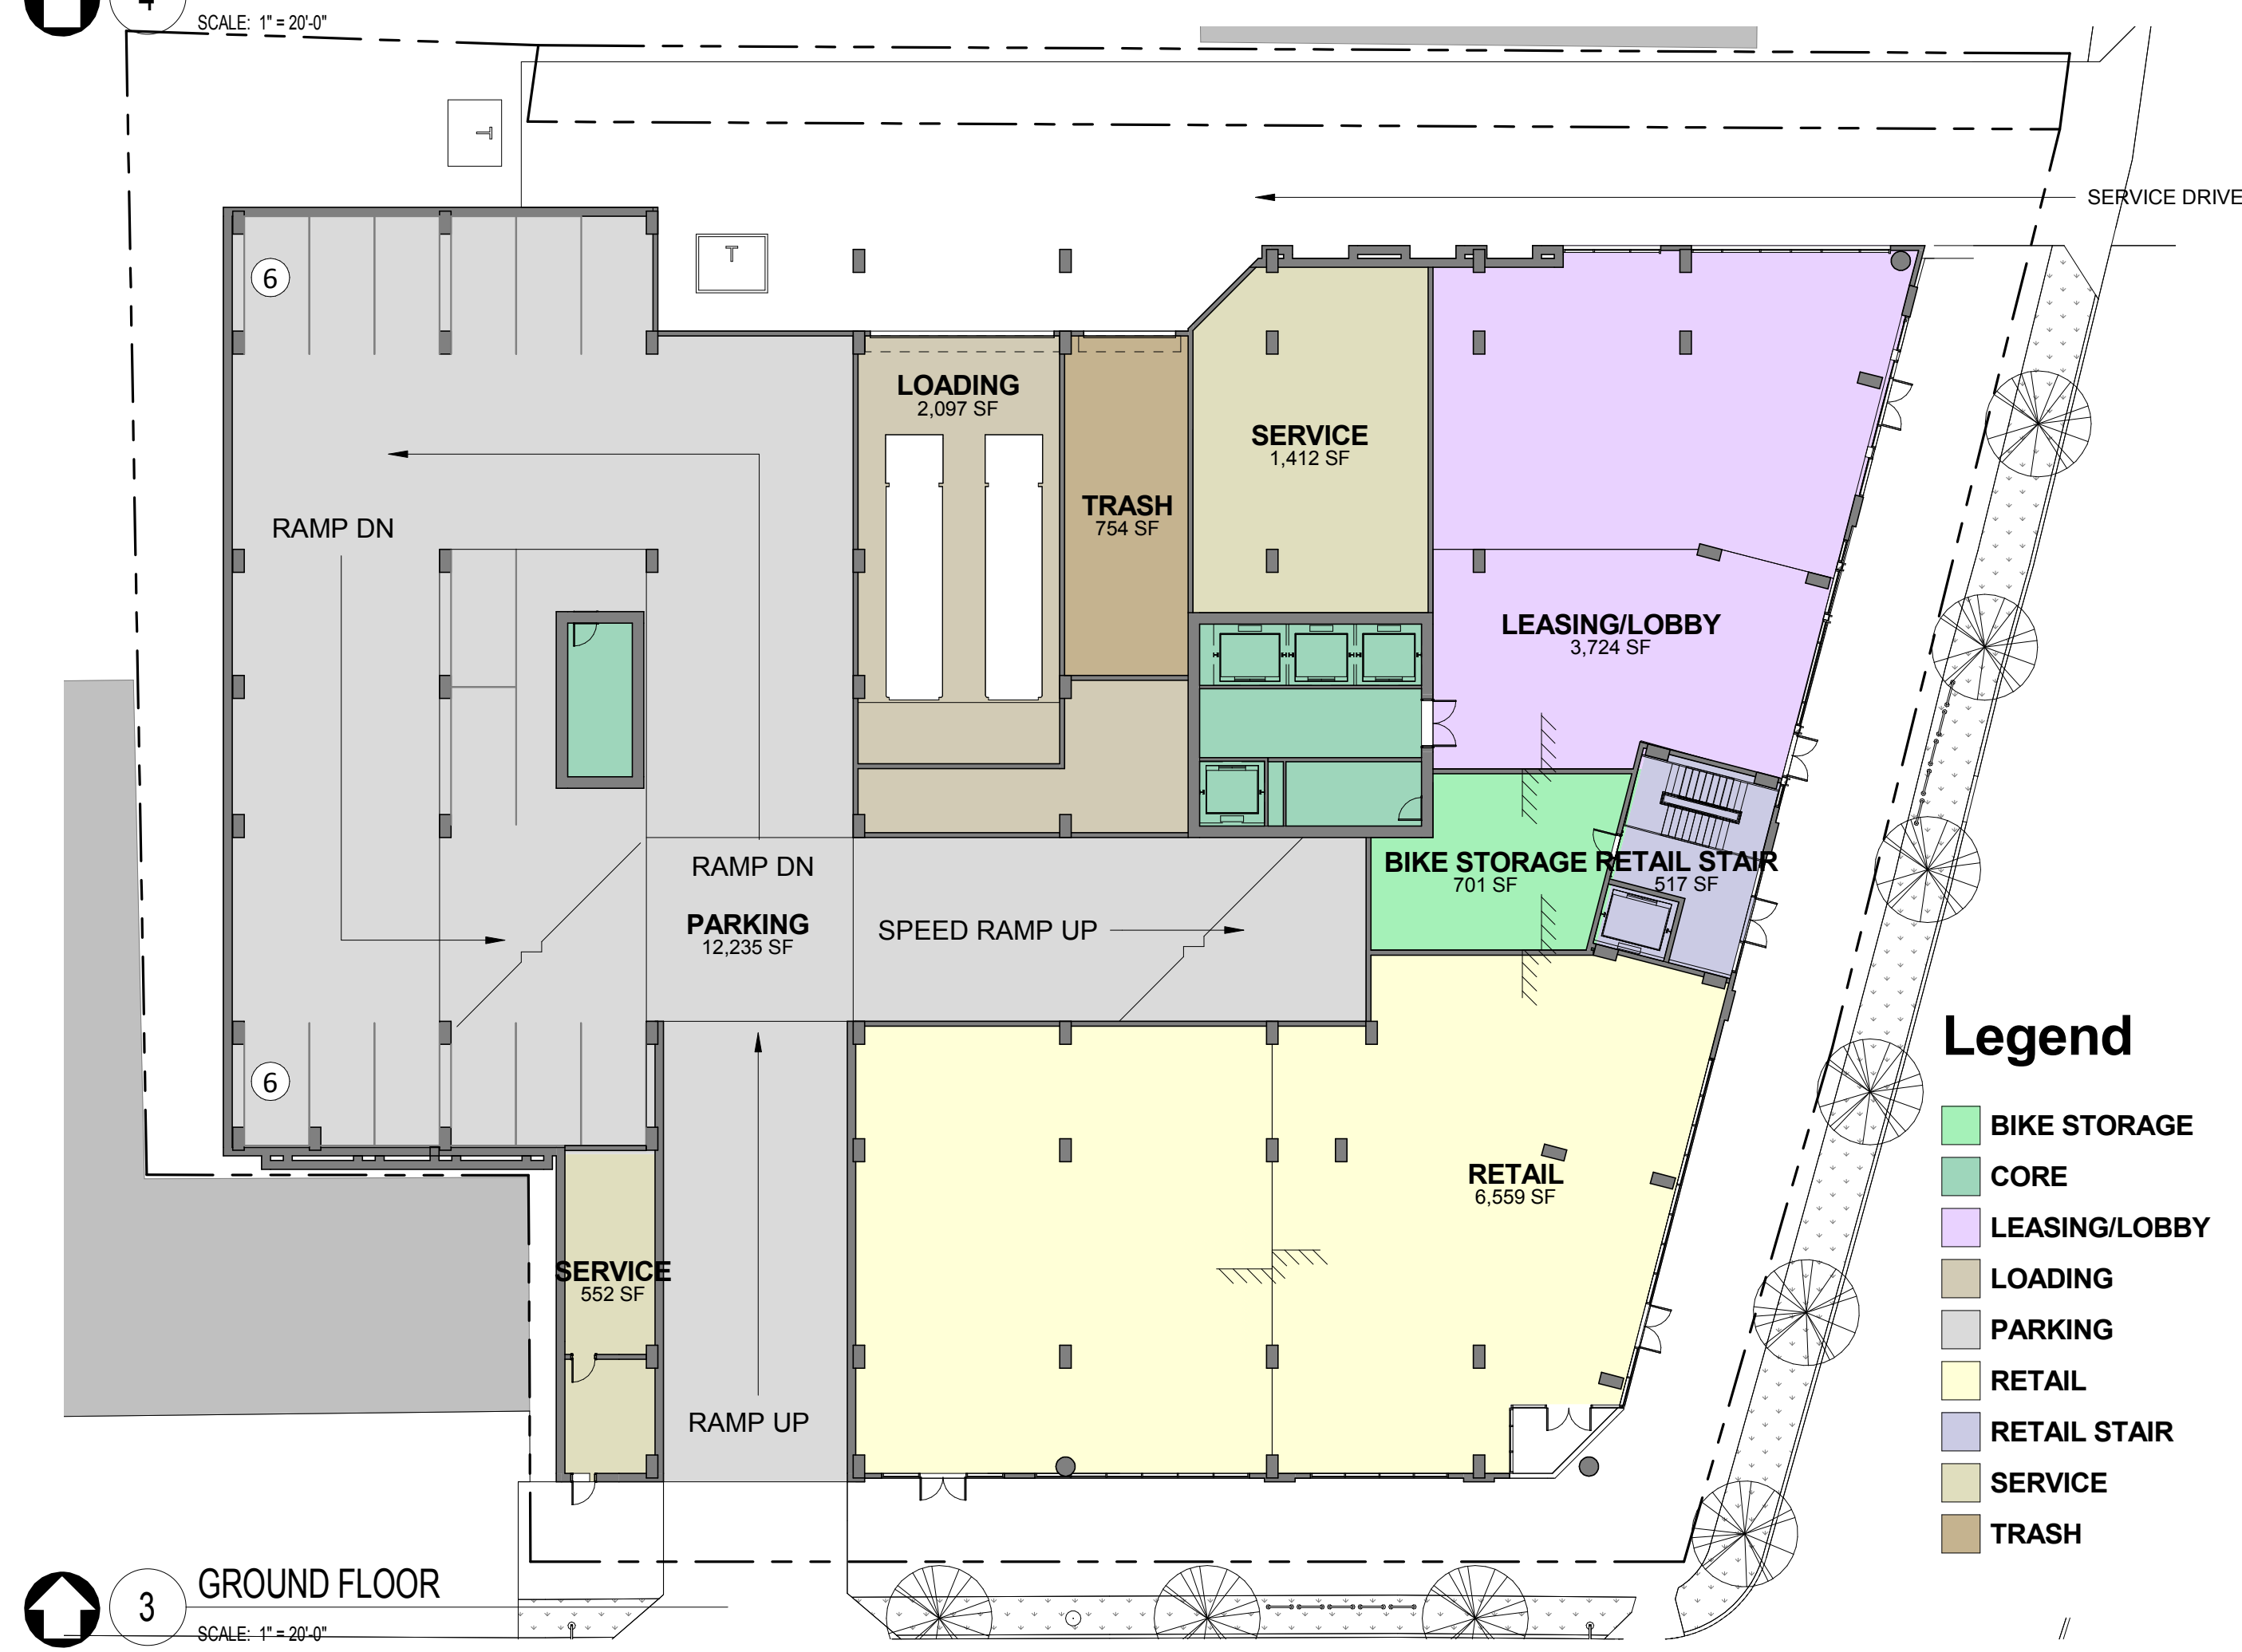 4
SCALE: 1" = 20'-0"
T
SERVICE DRIVE
T
6
LOADING
2,097 SF
SERVICE
1,412 SF
TRASH
754 SF
RAMP DN
LEASING/LOBBY
3,724 SF
RAMP DN
BIKE STORAGE
701 SF
RETAIL STAIR
517 SF
PARKING
12,235 SF
SPEED RAMP UP
6
RETAIL
6,559 SF
SERVICE
552 SF
RAMP UP
Legend
BIKE STORAGE
CORE
LEASING/LOBBY
LOADING
PARKING
RETAIL
RETAIL STAIR
SERVICE
TRASH
3
GROUND FLOOR
SCALE: 1" = 20'-0"